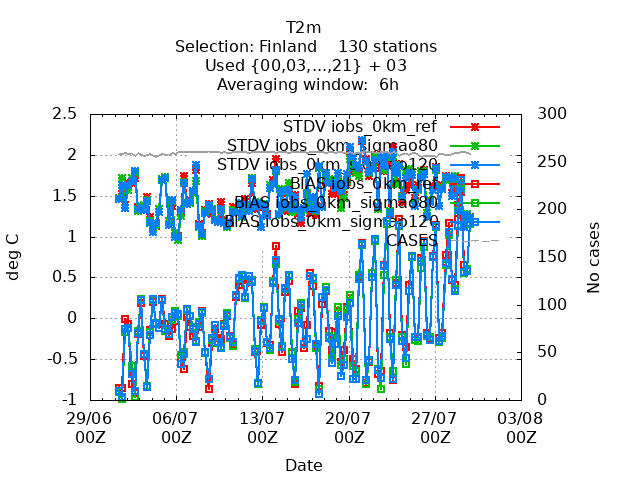 T2m
Selection: Finland    130 stations
Used {00,03,...,21} + 03
Averaging window:  6h
2.5
2
1.5
1
0.5
0
-0.5
-1
deg C
300
250
200
150
100
50
0
No cases
STDV iobs_0km_ref
STDV iobs_0km_sigmao80
STDV iobs_0km_sigmao120
BIAS iobs_0km_ref
BIAS iobs_0km_sigmao80
BIAS iobs_0km_sigmao120
CASES
29/06 06/07 13/07 20/07 27/07 03/08
00Z 00Z 00Z 00Z 00Z 00Z
Date